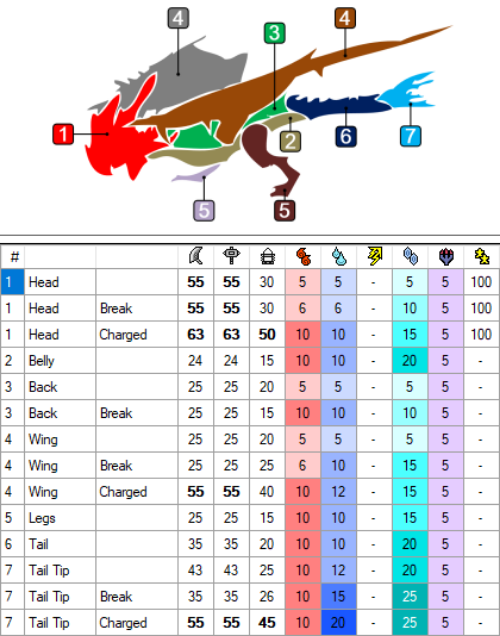 4
4
3
1
2
6
7
5
5
#
1 Head 55 55 30 5 5 - 5 5 100
1 Head Break 55 55 30 6 6 - 10 5 100
1 Head Charged 63 63 50 10 10 - 15 5 100
2 Belly 24 24 15 10 10 - 20 5 -
3 Back 25 25 20 5 5 - 5 5 -
3 Back Break 25 25 15 10 10 - 10 5 -
4 Wing 25 25 20 5 5 - 5 5 -
4 Wing Break 25 25 25 6 10 - 15 5 -
4 Wing Charged 55 55 40 10 12 - 15 5 -
5 Legs 25 25 15 10 10 - 15 5 -
6 Tail 35 35 20 10 10 - 20 5 -
7 Tail Tip 43 43 25 10 12 - 20 5 -
7 Tail Tip Break 35 35 26 10 15 - 25 5 -
7 Tail Tip Charged 55 55 45 10 20 - 25 5 -